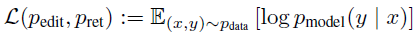 ℒ(p_edit, p_ret) := 𝔼_(x,y)∼p_data [log p_model(y | x)]